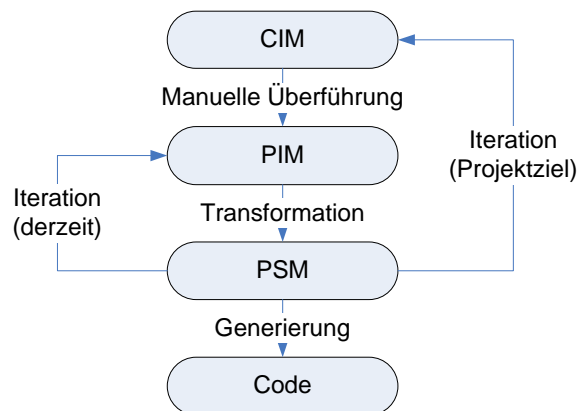 CIM
Manuelle Überführung
PIM
Iteration
(Projektziel)
Iteration
(derzeit)
Transformation
PSM
Generierung
Code